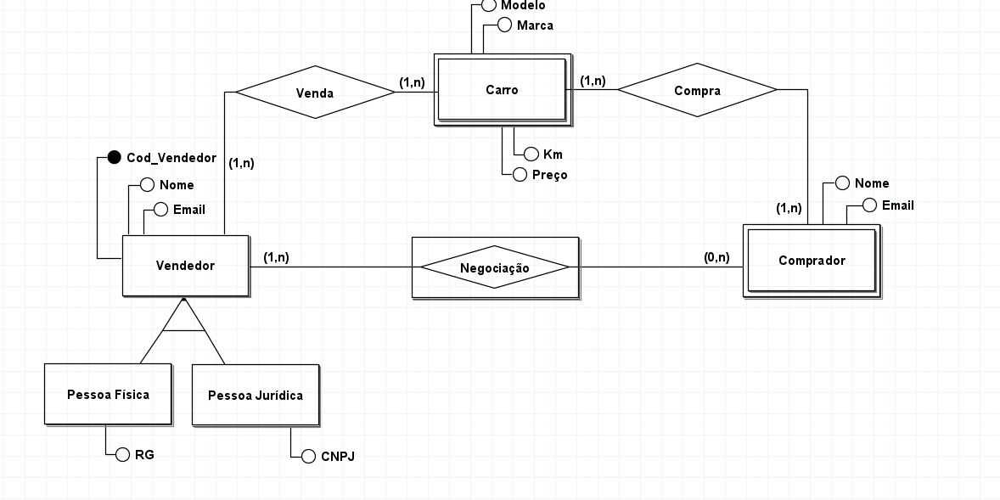 Modelo
Marca
Venda
(1,n)
Carro
(1,n)
Compra
Km
Preço
Cod_Vendedor
(1,n)
Nome
Email
Nome
Email
(1,n)
Vendedor
(1,n)
Negociação
(0,n)
Comprador
Pessoa Física
Pessoa Jurídica
RG
CNPJ